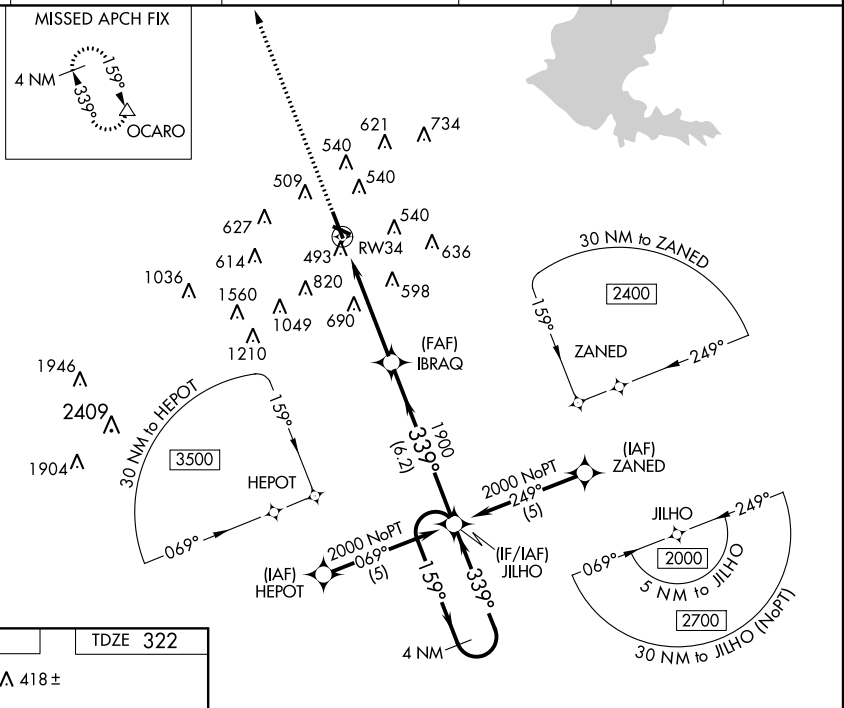 MISSED APCH FIX
4 NM
159°
339°
OCARO
621
734
540
540
509
627
540
RW34
493
636
614
1036
820
598
1560
1049
690
1210
(FAF)
IBRAQ
30 NM to ZANED
2400
159°
ZANED
249°
1946
2409
1904
30 NM to HEPOT
159°
3500
HEPOT
069°
1900
339°
(6.2)
(IAF)
ZANED
2000 NoPT
249°
(5)
2000 NoPT
069°
(5)
(IAF)
HEPOT
(IF/IAF)
JILHO
159°
339°
4 NM
JILHO
249°
069°
2000
5 NM to JILHO
2700
30 NM to JILHO (NoPT)
TDZE 322
418±